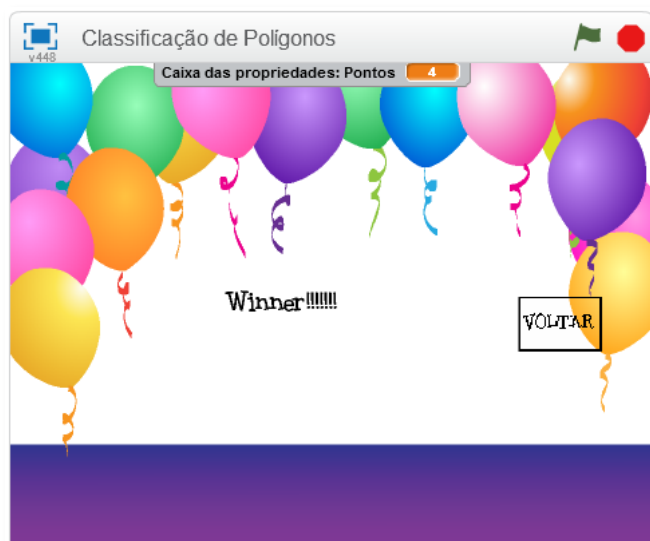 Classificação de Polígonos
v448
Caixa das propriedades: Pontos 4
Winner!!!!!!!
VOLTAR